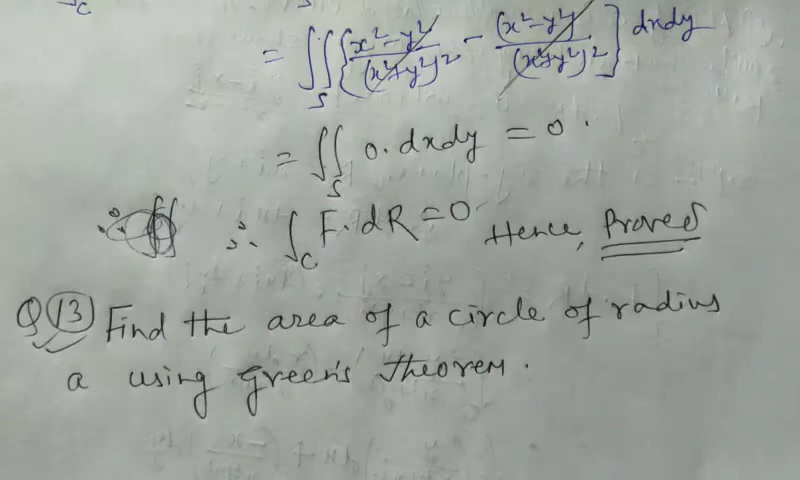 C
= ∬_S { (x²-y²)/(x²+y²)² - (x²-y²)/(x²+y²)² ] dxdy
= ∬_S 0. dxdy = 0.
∴ ∫_C F.dR = 0 Hence, Proved
Q 13) Find the area of a circle of radius
a using Green's Theorem.